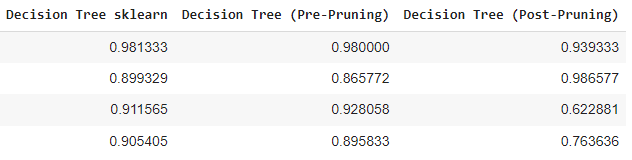 Decision Tree sklearn Decision Tree (Pre-Pruning) Decision Tree (Post-Pruning)
0.981333 0.980000 0.939333
0.899329 0.865772 0.986577
0.911565 0.928058 0.622881
0.905405 0.895833 0.763636